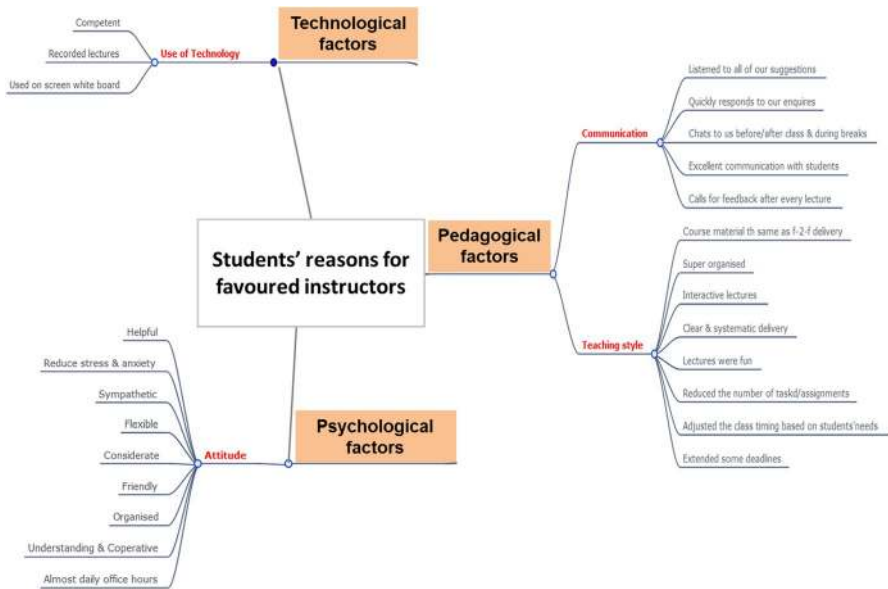 Technological
factors
Use of Technology
Competent
Recorded lectures
Used on screen white board
Students’ reasons for
favoured instructors
Pedagogical
factors
Communication
Listened to all of our suggestions
Quickly responds to our enquires
Chats to us before/after class & during breaks
Excellent communication with students
Calls for feedback after every lecture
Teaching style
Course material th same as f-2-f delivery
Super organised
Interactive lectures
Clear & systematic delivery
Lectures were fun
Reduced the number of taskd/assignments
Adjusted the class timing based on students'needs
Extended some deadlines
Psychological
factors
Attitude
Helpful
Reduce stress & anxiety
Sympathetic
Flexible
Considerate
Friendly
Organised
Understanding & Coperative
Almost daily office hours